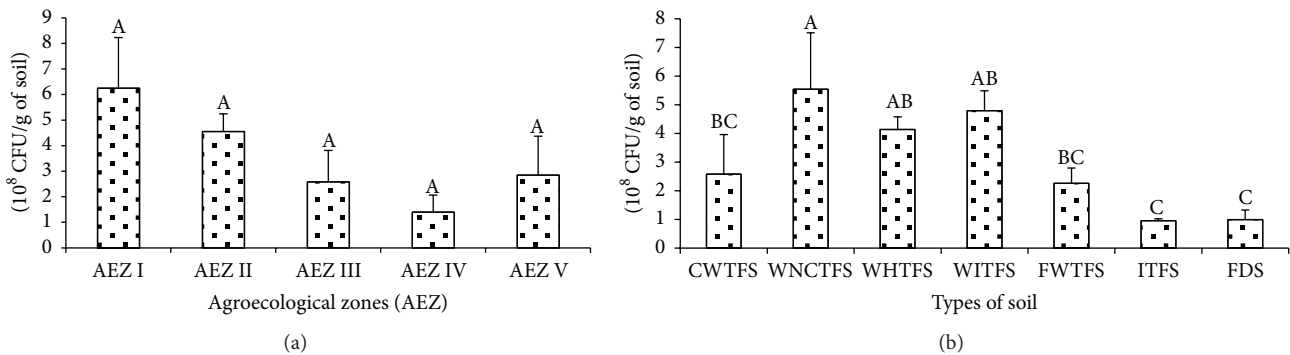 (10⁸ CFU/g of soil)
9
8
7
6
5
4
3
2
1
0
A
A
A
A
A
AEZ I AEZ II AEZ III AEZ IV AEZ V
Agroecological zones (AEZ)
(a)
(10⁸ CFU/g of soil)
8
7
6
5
4
3
2
1
0
BC
A
AB
AB
BC
C
C
CWTFS WNCTFS WHTFS WITFS FWTFS ITFS FDS
Types of soil
(b)